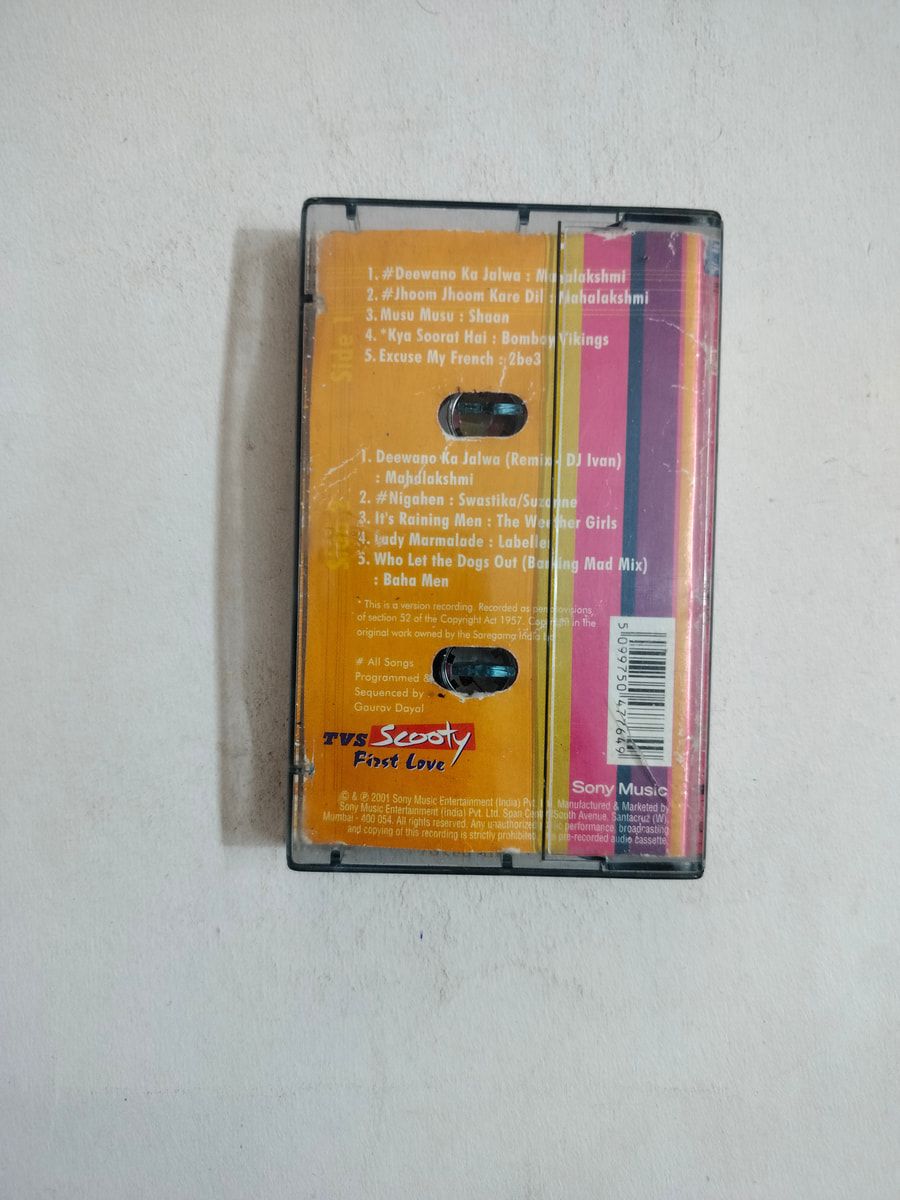 Side 1
1. #Deewano Ka Jalwa : Mahalakshmi
2. #Jhoom Jhoom Kare Dil : Mahalakshmi
3. Musu Musu : Shaan
4. *Kya Soorat Hai : Bombay Vikings
5. Excuse My French : 2be3
1. Deewano Ka Jalwa (Remix - DJ Ivan)
: Mahalakshmi
2. #Nigahen : Swastika/Suzanne
3. It's Raining Men : The Weather Girls
4. Lady Marmalade : Labelle
5. Who Let the Dogs Out (Barking Mad Mix)
: Baha Men
* This is a version recording. Recorded as per provisions
of section 52 of the Copyright Act 1957. Copyright in the
original work owned by the Saregama India Ltd
# All Songs
Programmed &
Sequenced by
Gaurav Dayal
TVS Scooty
First Love
5 099750 477649
Sony Music
© & ℗ 2001 Sony Music Entertainment (India) Pvt. Ltd. Manufactured & Marketed by
Sony Music Entertainment (India) Pvt. Ltd. Span Centre, South Avenue, Santacruz (W),
Mumbai - 400 054. All rights reserved. Any unauthorized public performance, broadcasting
and copying of this recording is strictly prohibited. pre-recorded audio cassette